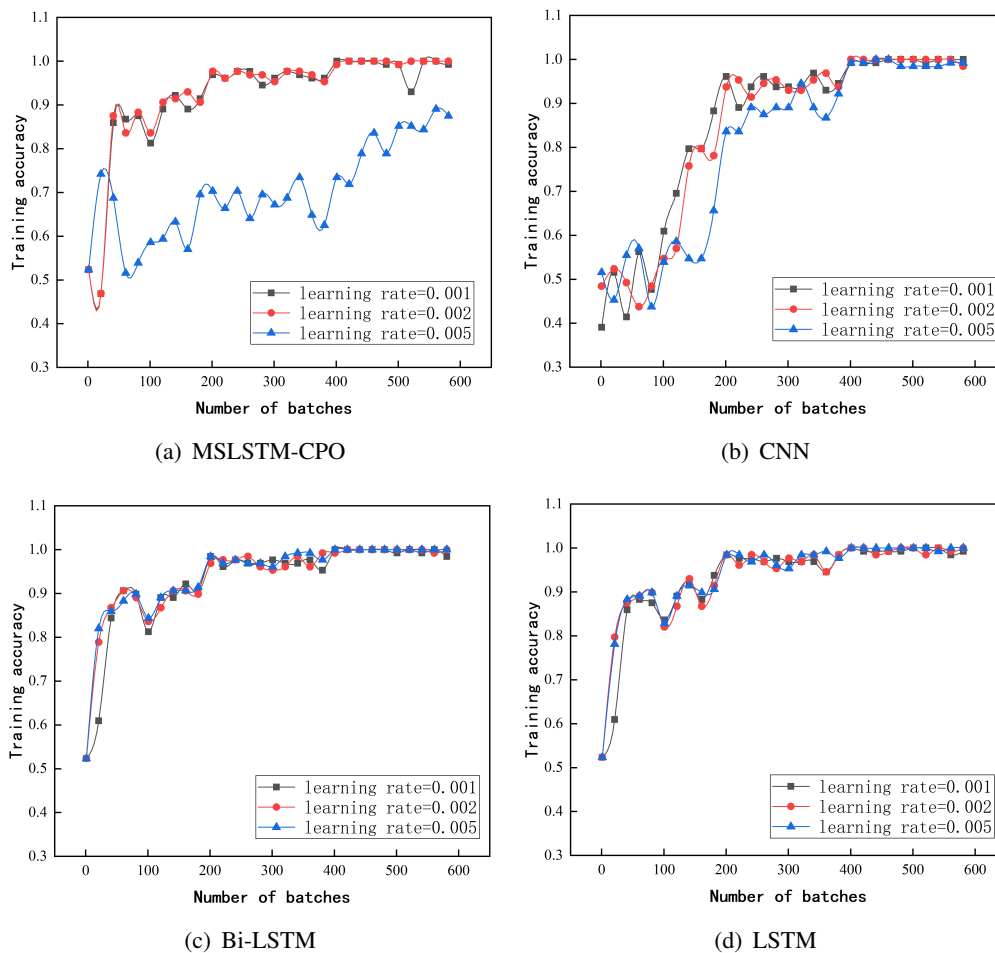 1.1
1.0
0.9
0.8
0.7
0.6
0.5
0.4
0.3
Training accuracy
0 100 200 300 400 500 600
Number of batches
learning rate=0.001
learning rate=0.002
learning rate=0.005
(a) MSLSTM-CPO
1.1
1.0
0.9
0.8
0.7
0.6
0.5
0.4
0.3
Training accuracy
0 100 200 300 400 500 600
Number of batches
learning rate=0.001
learning rate=0.002
learning rate=0.005
(b) CNN
1.1
1.0
0.9
0.8
0.7
0.6
0.5
0.4
0.3
Training accuracy
0 100 200 300 400 500 600
Number of batches
learning rate=0.001
learning rate=0.002
learning rate=0.005
(c) Bi-LSTM
1.1
1.0
0.9
0.8
0.7
0.6
0.5
0.4
0.3
Training accuracy
0 100 200 300 400 500 600
Number of batches
learning rate=0.001
learning rate=0.002
learning rate=0.005
(d) LSTM